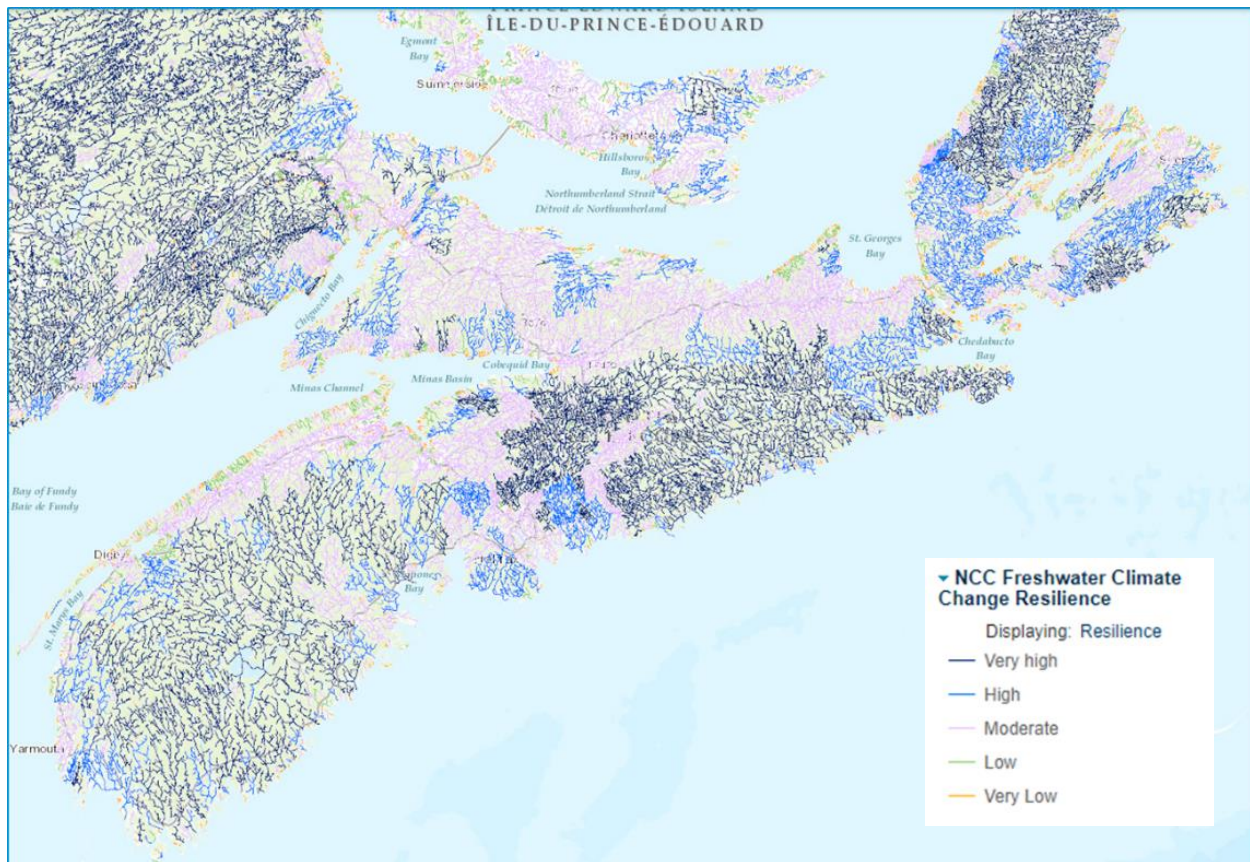 ÎLE-DU-PRINCE-ÉDOUARD
Egmont
Bay
Hillsboro
Bay
Northumberland Strait
Détroit de Northumberland
St. Georges
Bay
Chignecto Bay
Chedabucto
Bay
Cobequid Bay
Minas Basin
Minas Channel
Bay of Fundy
Baie de Fundy
St. Marys Bay
Bay
Yarmouth
NCC Freshwater Climate
Change Resilience
Displaying: Resilience
Very high
High
Moderate
Low
Very Low